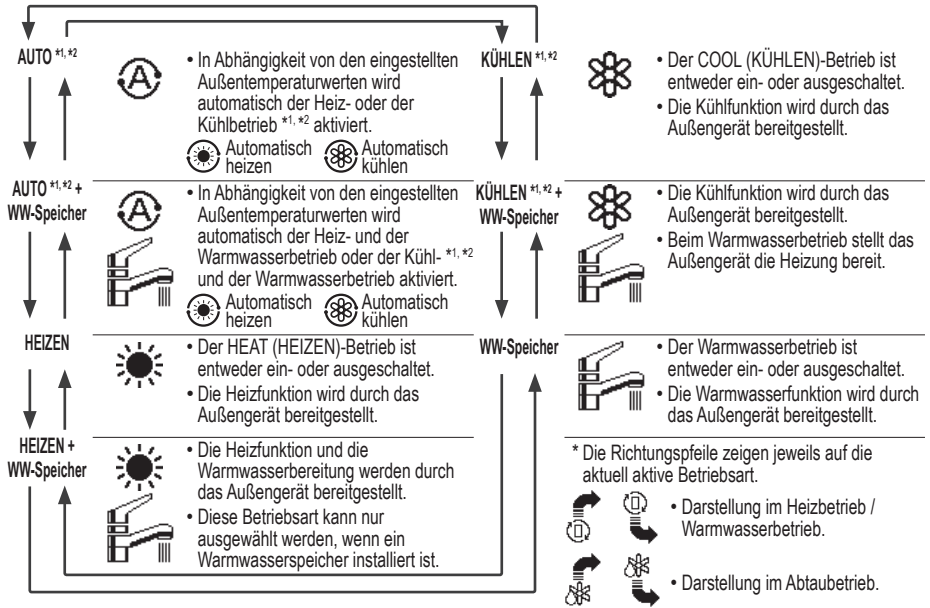 AUTO *1, *2
• In Abhängigkeit von den eingestellten
Außentemperaturwerten wird
automatisch der Heiz- oder der
Kühlbetrieb *1, *2 aktiviert.
Automatisch
heizen
Automatisch
kühlen
AUTO *1, *2 +
WW-Speicher
• In Abhängigkeit von den eingestellten
Außentemperaturwerten wird
automatisch der Heiz- und der
Warmwasserbetrieb oder der Kühl- *1, *2
und der Warmwasserbetrieb aktiviert.
Automatisch
heizen
Automatisch
kühlen
HEIZEN
• Der HEAT (HEIZEN)-Betrieb ist
entweder ein- oder ausgeschaltet.
• Die Heizfunktion wird durch das
Außengerät bereitgestellt.
HEIZEN +
WW-Speicher
• Die Heizfunktion und die
Warmwasserbereitung werden durch
das Außengerät bereitgestellt.
• Diese Betriebsart kann nur
ausgewählt werden, wenn ein
Warmwasserspeicher installiert ist.
KÜHLEN *1, *2
• Der COOL (KÜHLEN)-Betrieb ist
entweder ein- oder ausgeschaltet.
• Die Kühlfunktion wird durch das
Außengerät bereitgestellt.
KÜHLEN *1, *2 +
WW-Speicher
• Die Kühlfunktion wird durch das
Außengerät bereitgestellt.
• Beim Warmwasserbetrieb stellt das
Außengerät die Heizung bereit.
WW-Speicher
• Der Warmwasserbetrieb ist
entweder ein- oder ausgeschaltet.
• Die Warmwasserfunktion wird durch
das Außengerät bereitgestellt.
* Die Richtungspfeile zeigen jeweils auf die
aktuell aktive Betriebsart.
• Darstellung im Heizbetrieb /
Warmwasserbetrieb.
• Darstellung im Abtaubetrieb.